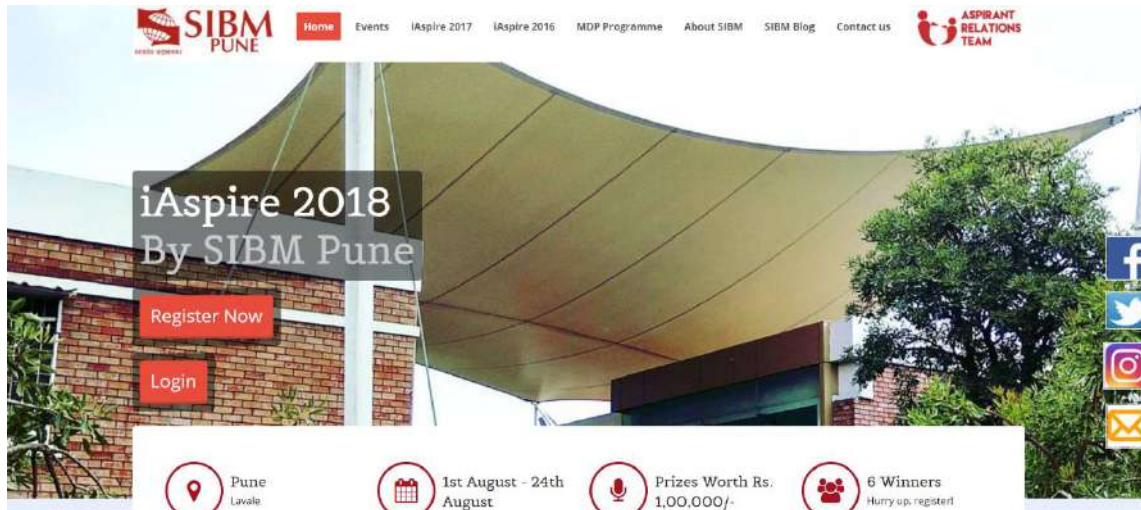 SIBM
PUNE
Home
Events
iAspire 2017
iAspire 2016
MDP Programme
About SIBM
SIBM Blog
Contact us
ASPIRANT
RELATIONS
TEAM
iAspire 2018
By SIBM Pune
Register Now
Login
Pune
Lavale
1st August - 24th
August
Prizes Worth Rs.
1,00,000/-
6 Winners
Hurry up, register!